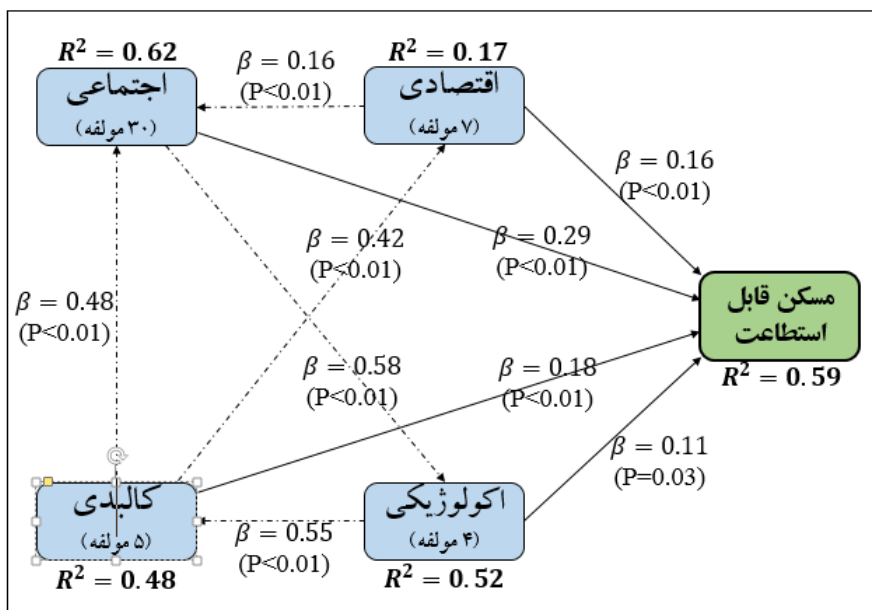 R² = 0.62
اجتماعی
(۳۰ مولفه)
β = 0.16
(P<0.01)
R² = 0.17
اقتصادی
(۷ مولفه)
β = 0.16
(P<0.01)
β = 0.42
(P<0.01)
β = 0.29
(P<0.01)
β = 0.48
(P<0.01)
مسکن قابل
استطاعت
R² = 0.59
β = 0.58
(P<0.01)
β = 0.18
(P<0.01)
β = 0.11
(P=0.03)
کالبدی
(۵ مولفه)
R² = 0.48
β = 0.55
(P<0.01)
اکولوژیکی
(۴ مولفه)
R² = 0.52